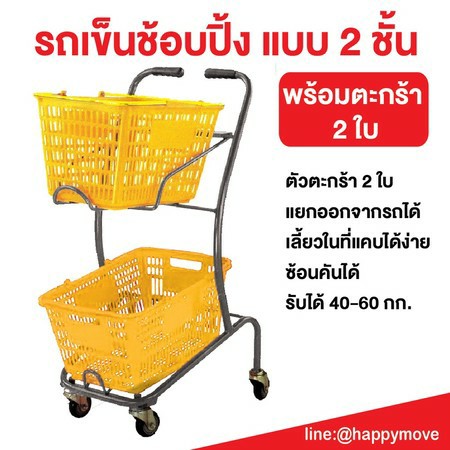 รถเข็นช้อบปิ้ง แบบ 2 ชั้น
พร้อมตะกร้า
2 ใบ
ตัวตะกร้า 2 ใบ
แยกออกจากรถได้
เลี้ยวในที่แคบได้ง่าย
ซ้อนคันได้
รับได้ 40-60 กก.
line:@happymove